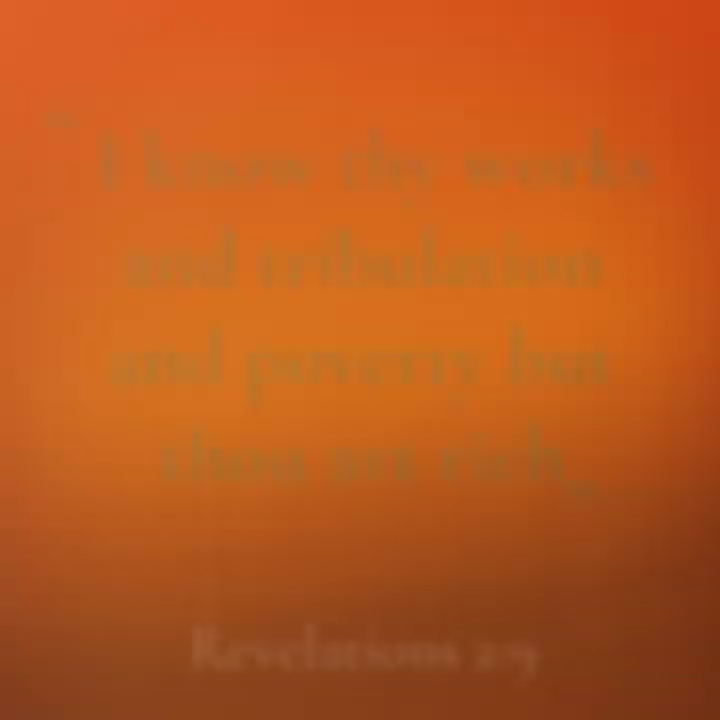 "I know thy works
and tribulation
and poverty but
thou art rich"
Revelations 2:9